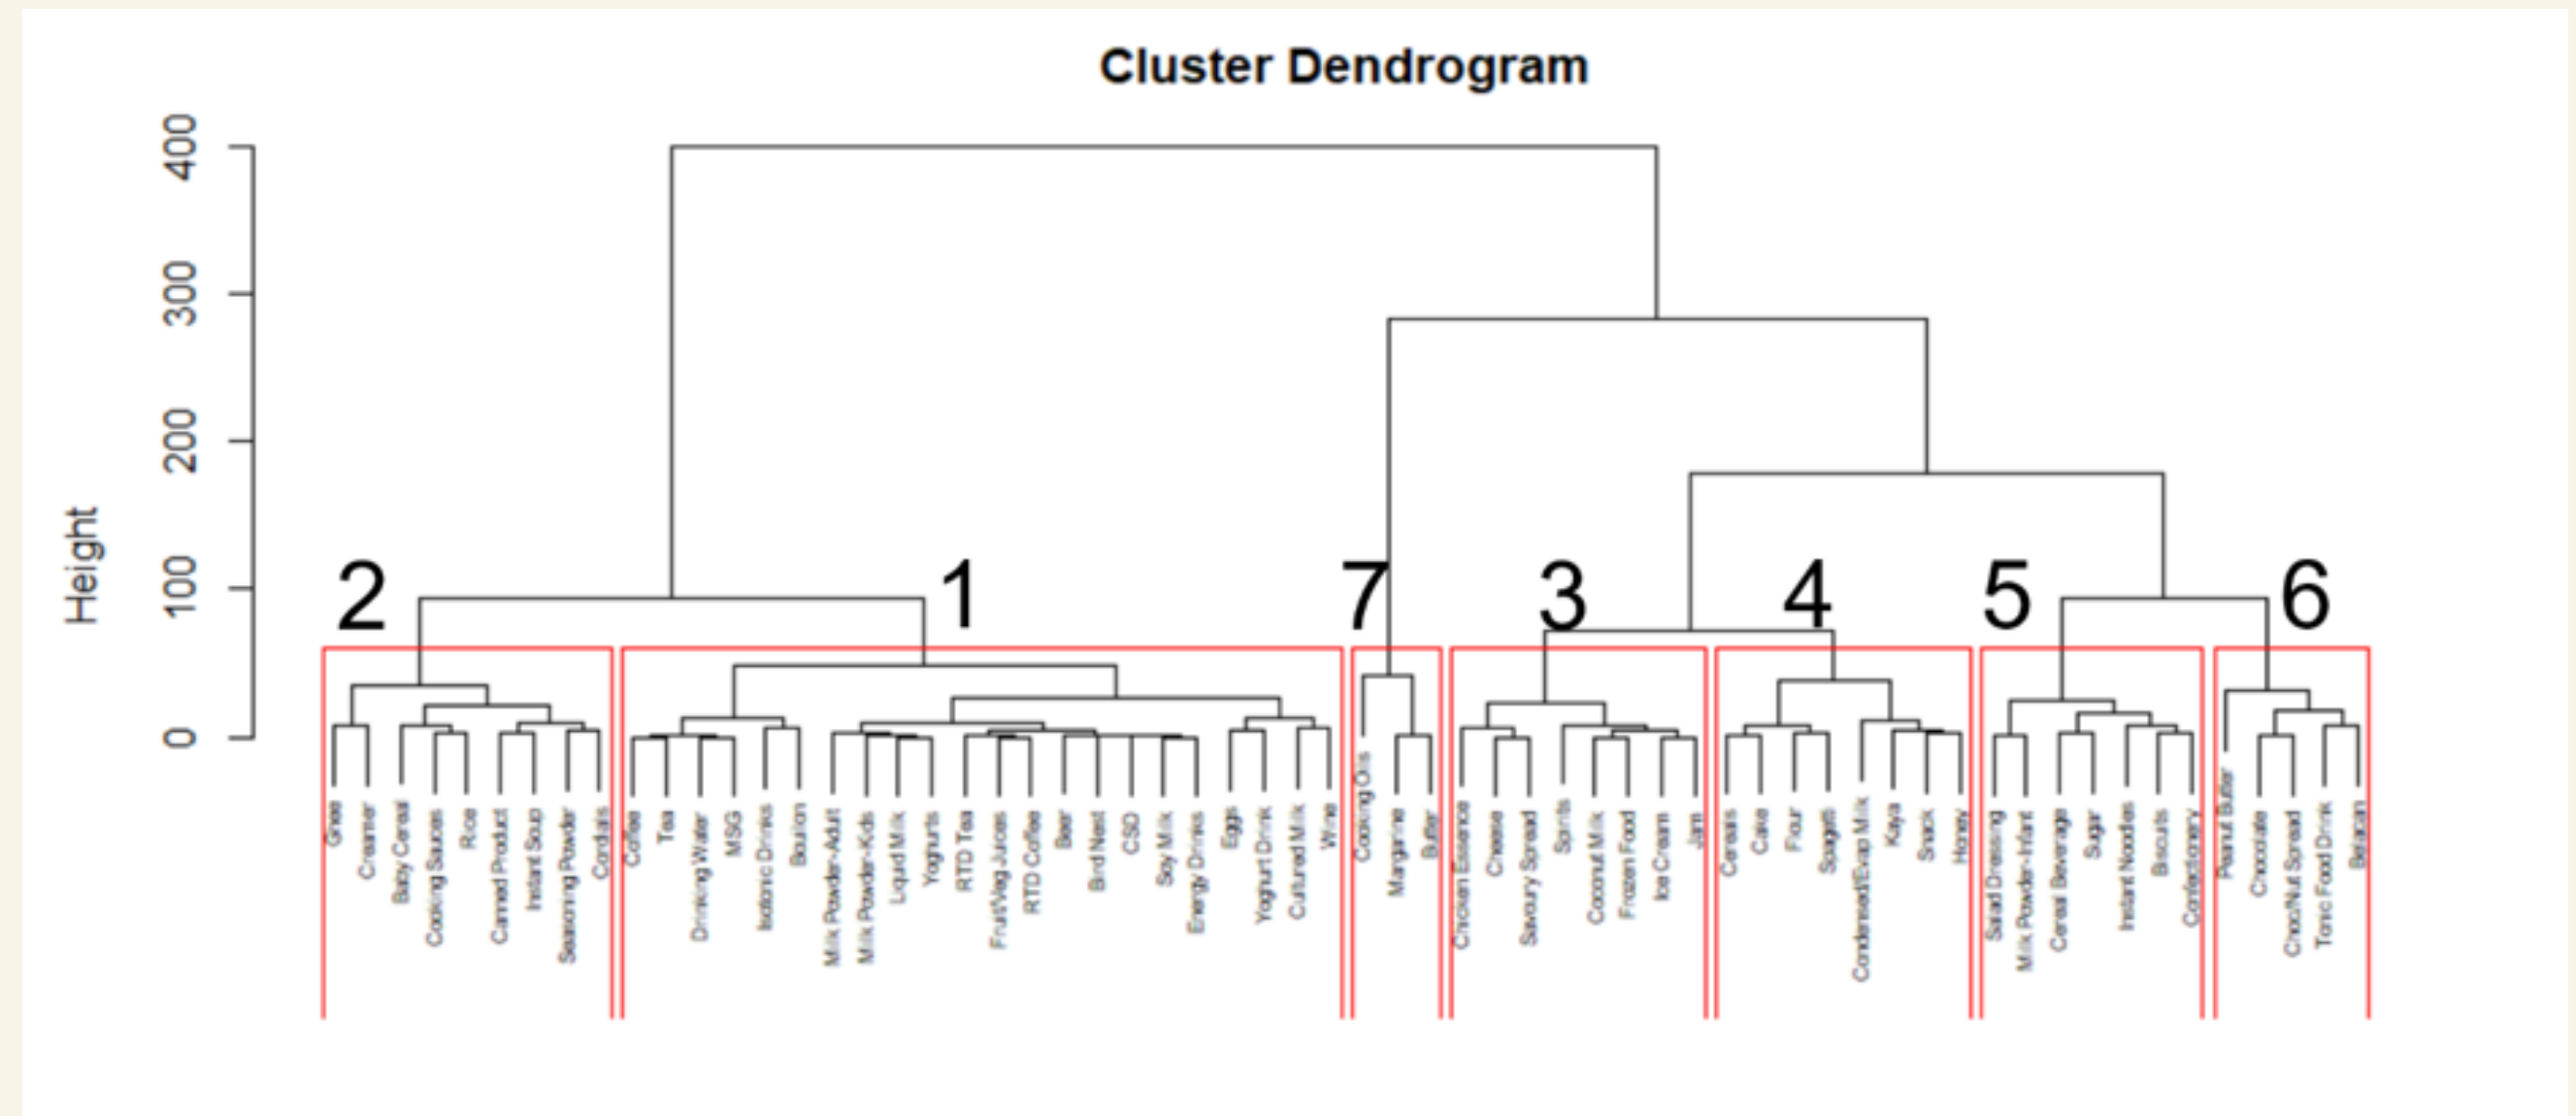 Cluster Dendrogram
Height
400
300
200
100
0
2
1
7
3
4
5
6
Ghee
Creamer
Baby Cereal
Cooking Sauces
Rice
Canned Product
Instant Soup
Seasoning Powder
Cordials
Coffee
Tea
Drinking Water
MSG
Isotonic Drinks
Bouilon
Milk Powder-Adult
Milk Powder-Kids
Liquid Milk
Yoghurts
RTD Tea
Fruit/Veg Juices
RTD Coffee
Beer
Bird Nest
CSD
Soy Milk
Energy Drinks
Eggs
Yoghurt Drink
Cultured Milk
Wine
Cooking Oils
Margarine
Butter
Chicken Essence
Cheese
Savoury Spread
Spirits
Coconut Milk
Frozen Food
Ice Cream
Jam
Cereals
Cake
Flour
Spagetti
Condensed/Evap Milk
Kaya
Snack
Honey
Salad Dressing
Milk Powder-Infant
Cereal Beverage
Sugar
Instant Noodles
Biscuits
Confectionery
Peanut Butter
Chocolate
Choc/Nut Spread
Tonic Food Drink
Belacan